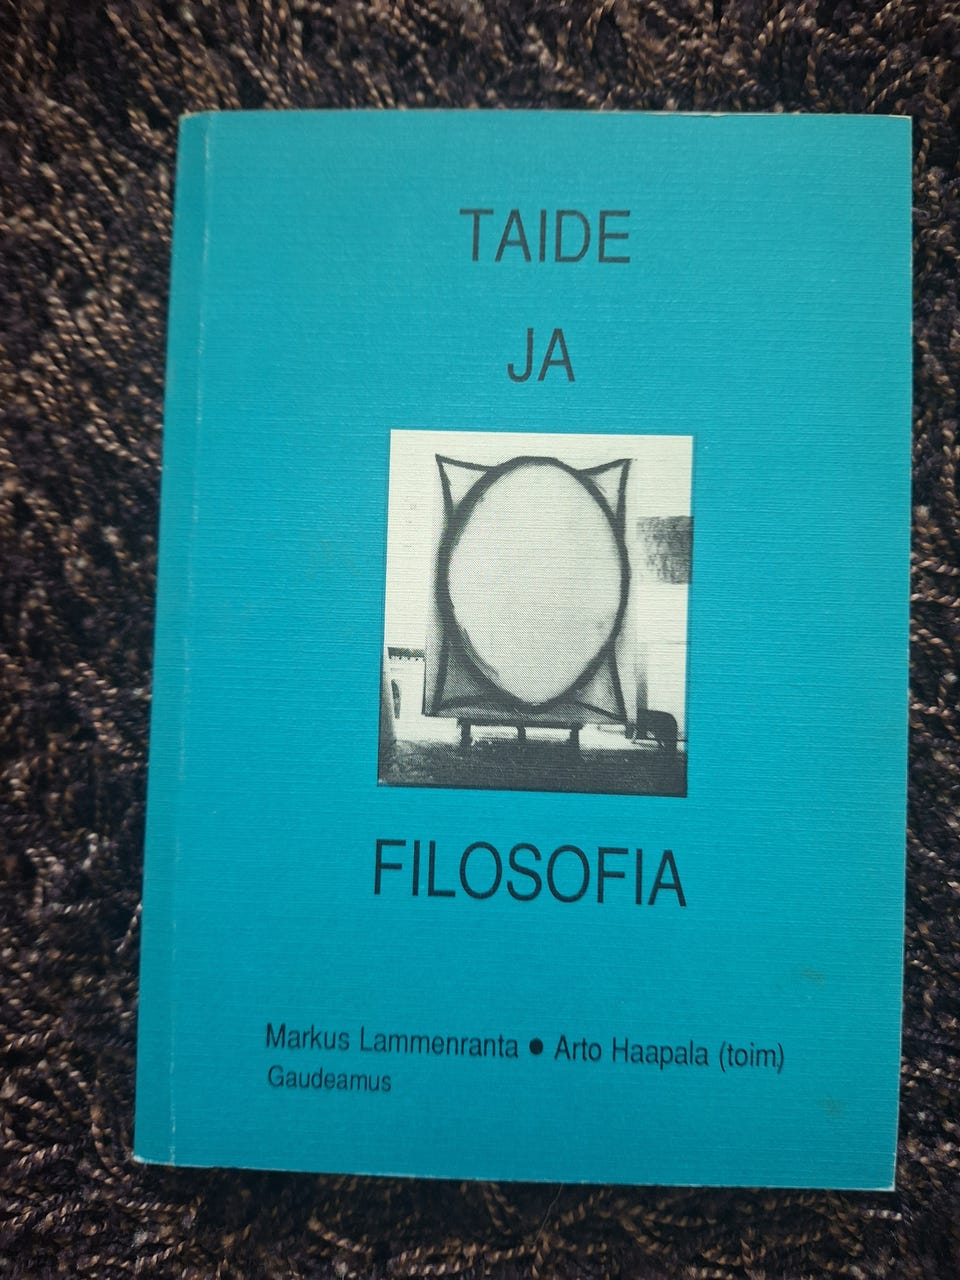 TAIDE
JA
FILOSOFIA
Markus Lammenranta ● Arto Haapala (toim)
Gaudeamus